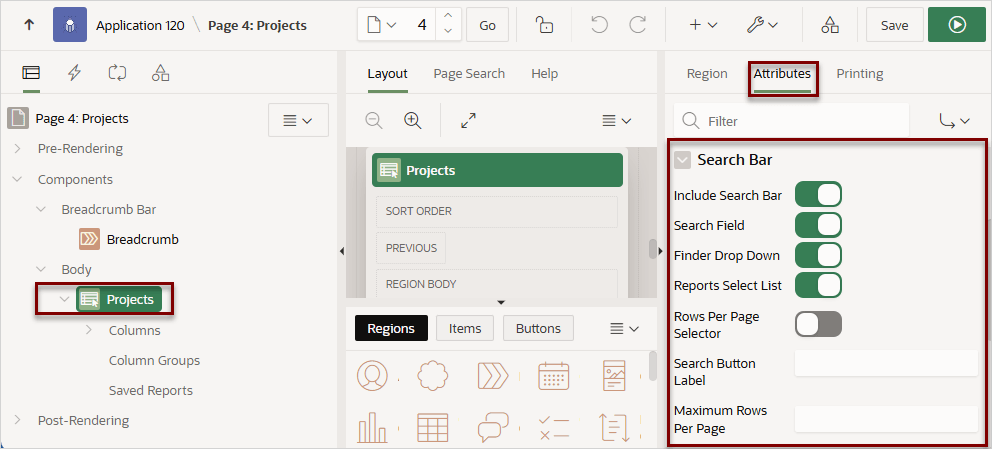 Application 120
Page 4: Projects
4
Go
Save
Layout
Page Search
Help
Region
Attributes
Printing
Page 4: Projects
Pre-Rendering
Components
Breadcrumb Bar
Breadcrumb
Body
Projects
Columns
Column Groups
Saved Reports
Post-Rendering
Projects
SORT ORDER
PREVIOUS
REGION BODY
Regions
Items
Buttons
Filter
Search Bar
Include Search Bar
Search Field
Finder Drop Down
Reports Select List
Rows Per Page
Selector
Search Button
Label
Maximum Rows
Per Page